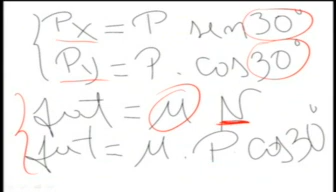 Px = P sen 30°
Py = P. cos 30°
fat = μ N
fat = μ. P cos 30°